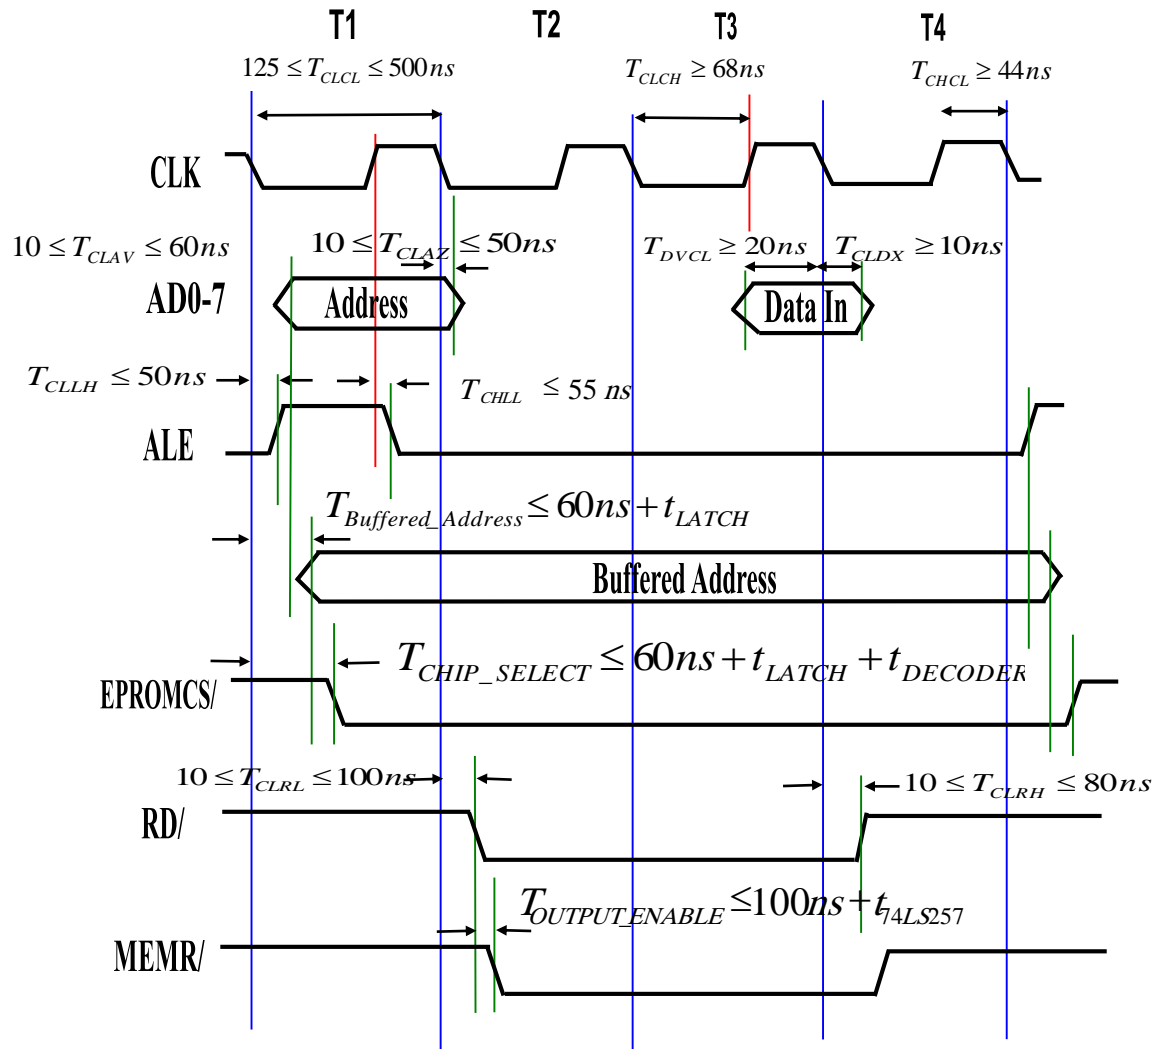 T1 T2 T3 T4
125 ≤ T_CLCL ≤ 500ns T_CLCH ≥ 68ns T_CHCL ≥ 44ns
CLK
10 ≤ T_CLAV ≤ 60ns 10 ≤ T_CLAZ ≤ 50ns T_DVCL ≥ 20ns T_CLDX ≥ 10ns
AD0-7 Address Data In
T_CLLH ≤ 50ns T_CHLL ≤ 55 ns
ALE
T_Buffered_Address ≤ 60ns + t_LATCH
Buffered Address
T_CHIP_SELECT ≤ 60ns + t_LATCH + t_DECODER
EPROMCS/
10 ≤ T_CLRL ≤ 100ns 10 ≤ T_CLRH ≤ 80ns
RD/
T_OUTPUT_ENABLE ≤ 100ns + t_74LS257
MEMR/